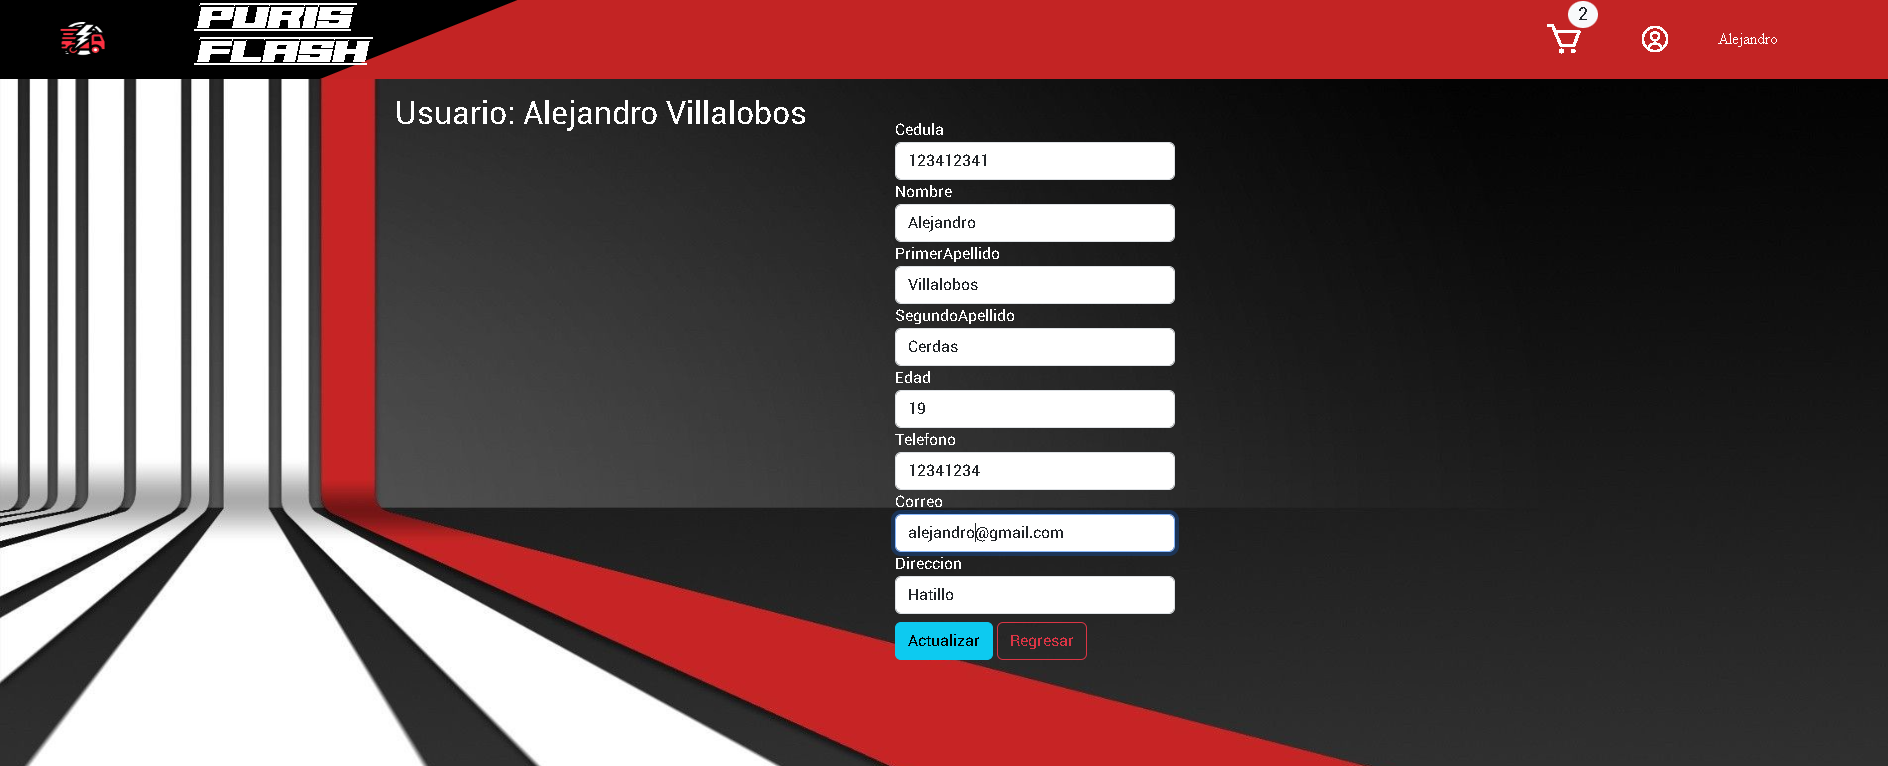 PURIS
FLASH
2
Alejandro
Usuario: Alejandro Villalobos
Cedula
123412341
Nombre
Alejandro
PrimerApellido
Villalobos
SegundoApellido
Cerdas
Edad
19
Telefono
12341234
Correo
alejandro@gmail.com
Direccion
Hatillo
Actualizar Regresar